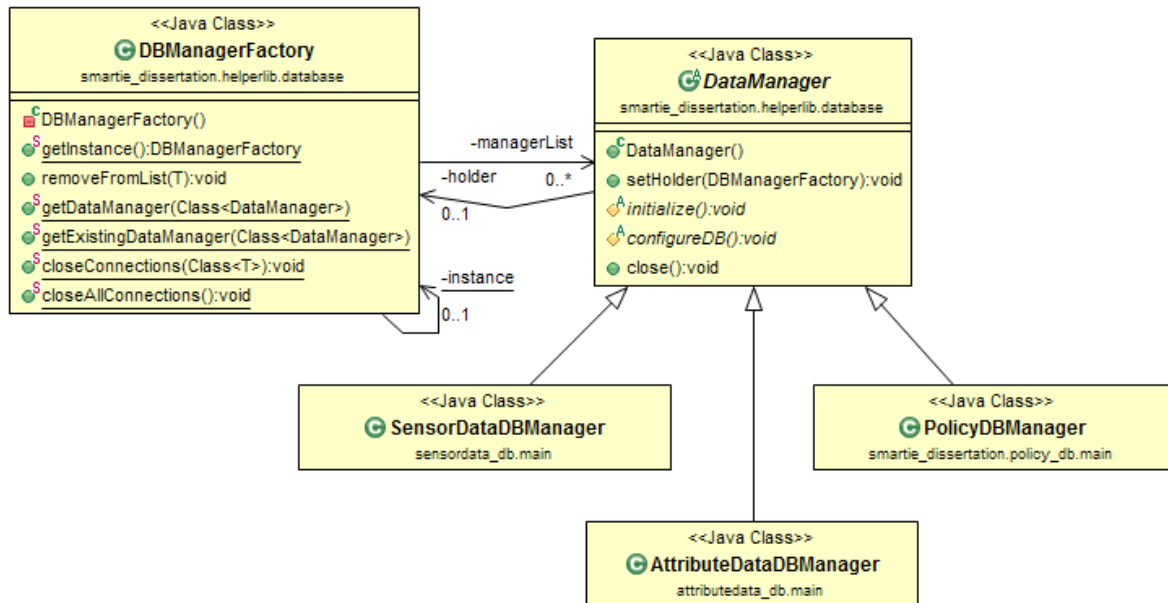 <<Java Class>>
DBManagerFactory
smartie_dissertation.helperlib.database
DBManagerFactory()
getInstance():DBManagerFactory
removeFromList(T):void
getDataManager(Class<DataManager>)
getExistingDataManager(Class<DataManager>)
closeConnections(Class<T>):void
closeAllConnections():void
-managerList
0..*
-holder
0..1
-instance
0..1
<<Java Class>>
DataManager
smartie_dissertation.helperlib.database
DataManager()
setHolder(DBManagerFactory):void
initialize():void
configureDB():void
close():void
<<Java Class>>
SensorDataDBManager
sensordata_db.main
<<Java Class>>
PolicyDBManager
smartie_dissertation.policy_db.main
<<Java Class>>
AttributeDataDBManager
attributedata_db.main